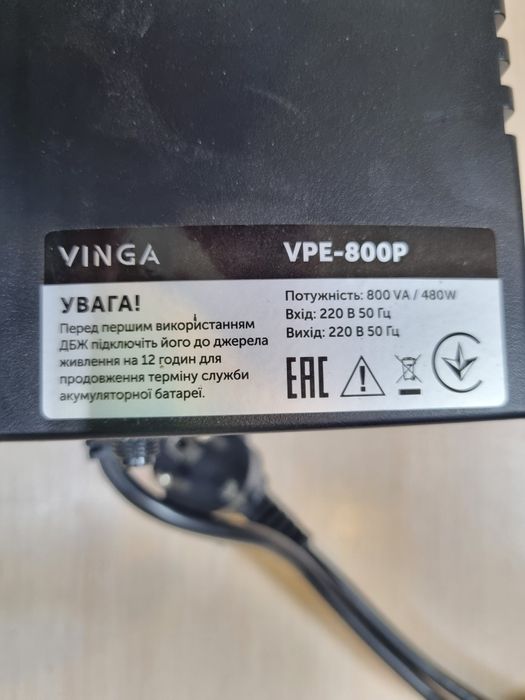 VINGA
VPE-800P
УВАГА!
Перед першим використанням
ДБЖ підключіть його до джерела
живлення на 12 годин для
продовження терміну служби
акумуляторної батареї.
Потужність: 800 VA / 480W
Вхід: 220 В 50 Гц
Вихід: 220 В 50 Гц
EAC